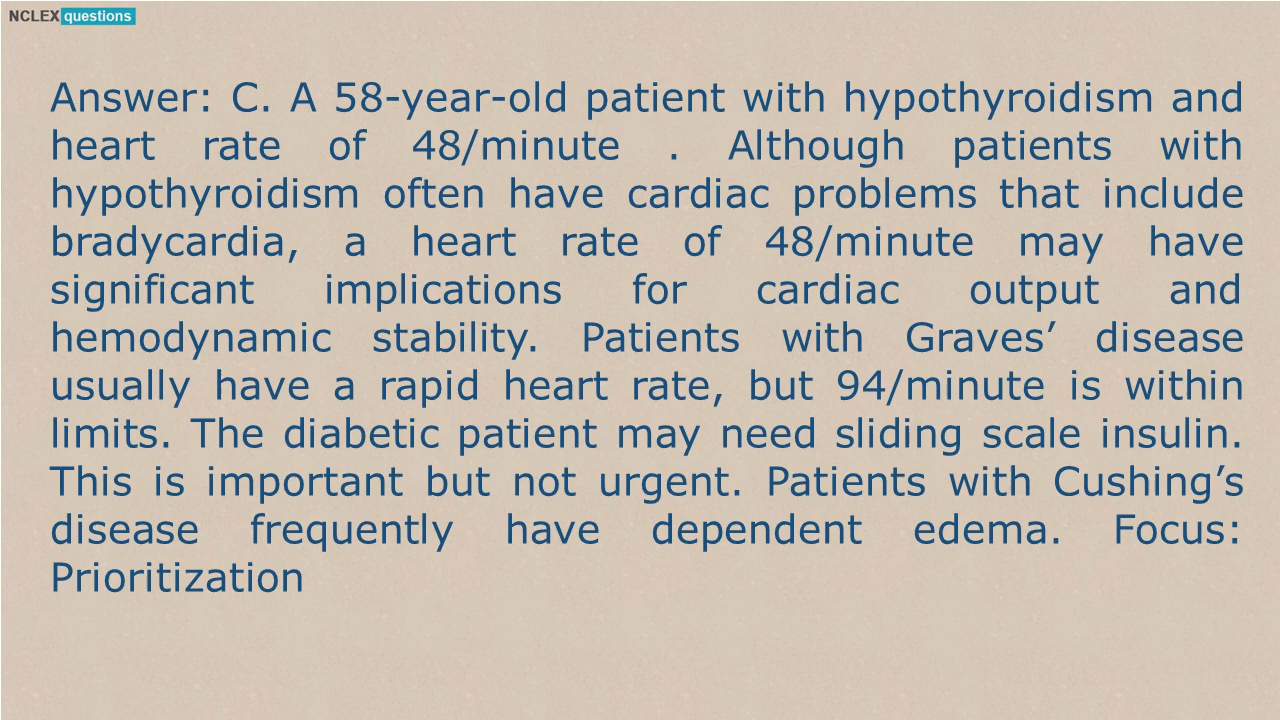 NCLEX questions
Answer: C. A 58-year-old patient with hypothyroidism and
heart rate of 48/minute . Although patients with
hypothyroidism often have cardiac problems that include
bradycardia, a heart rate of 48/minute may have
significant implications for cardiac output and
hemodynamic stability. Patients with Graves’ disease
usually have a rapid heart rate, but 94/minute is within
limits. The diabetic patient may need sliding scale insulin.
This is important but not urgent. Patients with Cushing’s
disease frequently have dependent edema. Focus:
Prioritization